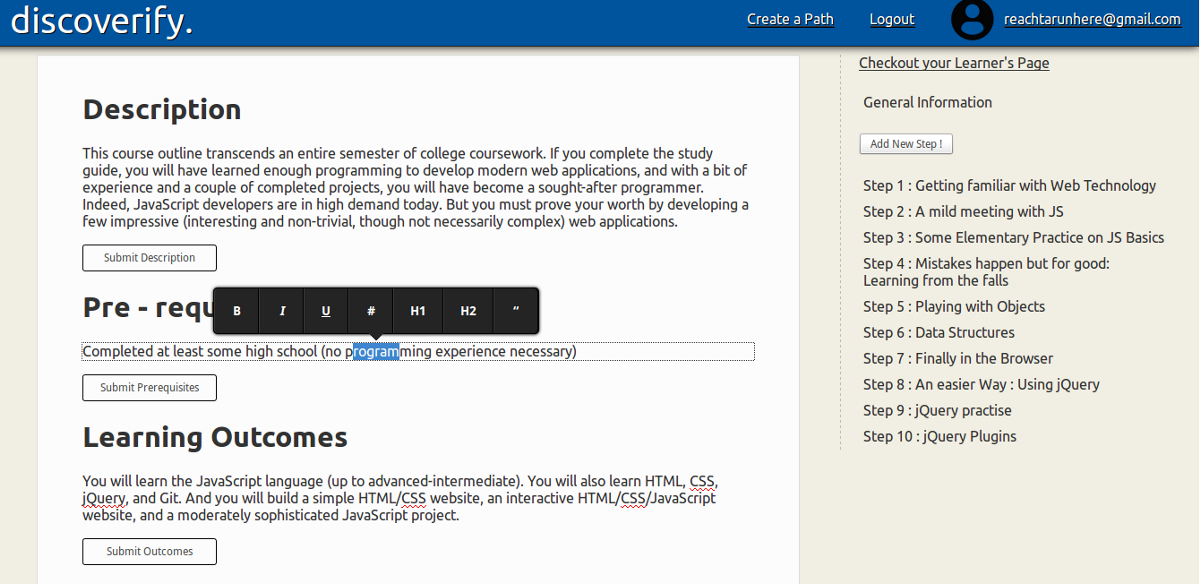 discoverify.
Create a Path
Logout
reachtarunhere@gmail.com
Description
This course outline transcends an entire semester of college coursework. If you complete the study
guide, you will have learned enough programming to develop modern web applications, and with a bit of
experience and a couple of completed projects, you will have become a sought-after programmer.
Indeed, JavaScript developers are in high demand today. But you must prove your worth by developing a
few impressive (interesting and non-trivial, though not necessarily complex) web applications.
Submit Description
Pre - requ
B I U # H1 H2 “
Completed at least some high school (no programming experience necessary)
Submit Prerequisites
Learning Outcomes
You will learn the JavaScript language (up to advanced-intermediate). You will also learn HTML, CSS,
jQuery, and Git. And you will build a simple HTML/CSS website, an interactive HTML/CSS/JavaScript
website, and a moderately sophisticated JavaScript project.
Submit Outcomes
Checkout your Learner's Page
General Information
Add New Step !
Step 1 : Getting familiar with Web Technology
Step 2 : A mild meeting with JS
Step 3 : Some Elementary Practice on JS Basics
Step 4 : Mistakes happen but for good:
Learning from the falls
Step 5 : Playing with Objects
Step 6 : Data Structures
Step 7 : Finally in the Browser
Step 8 : An easier Way : Using jQuery
Step 9 : jQuery practise
Step 10 : jQuery Plugins